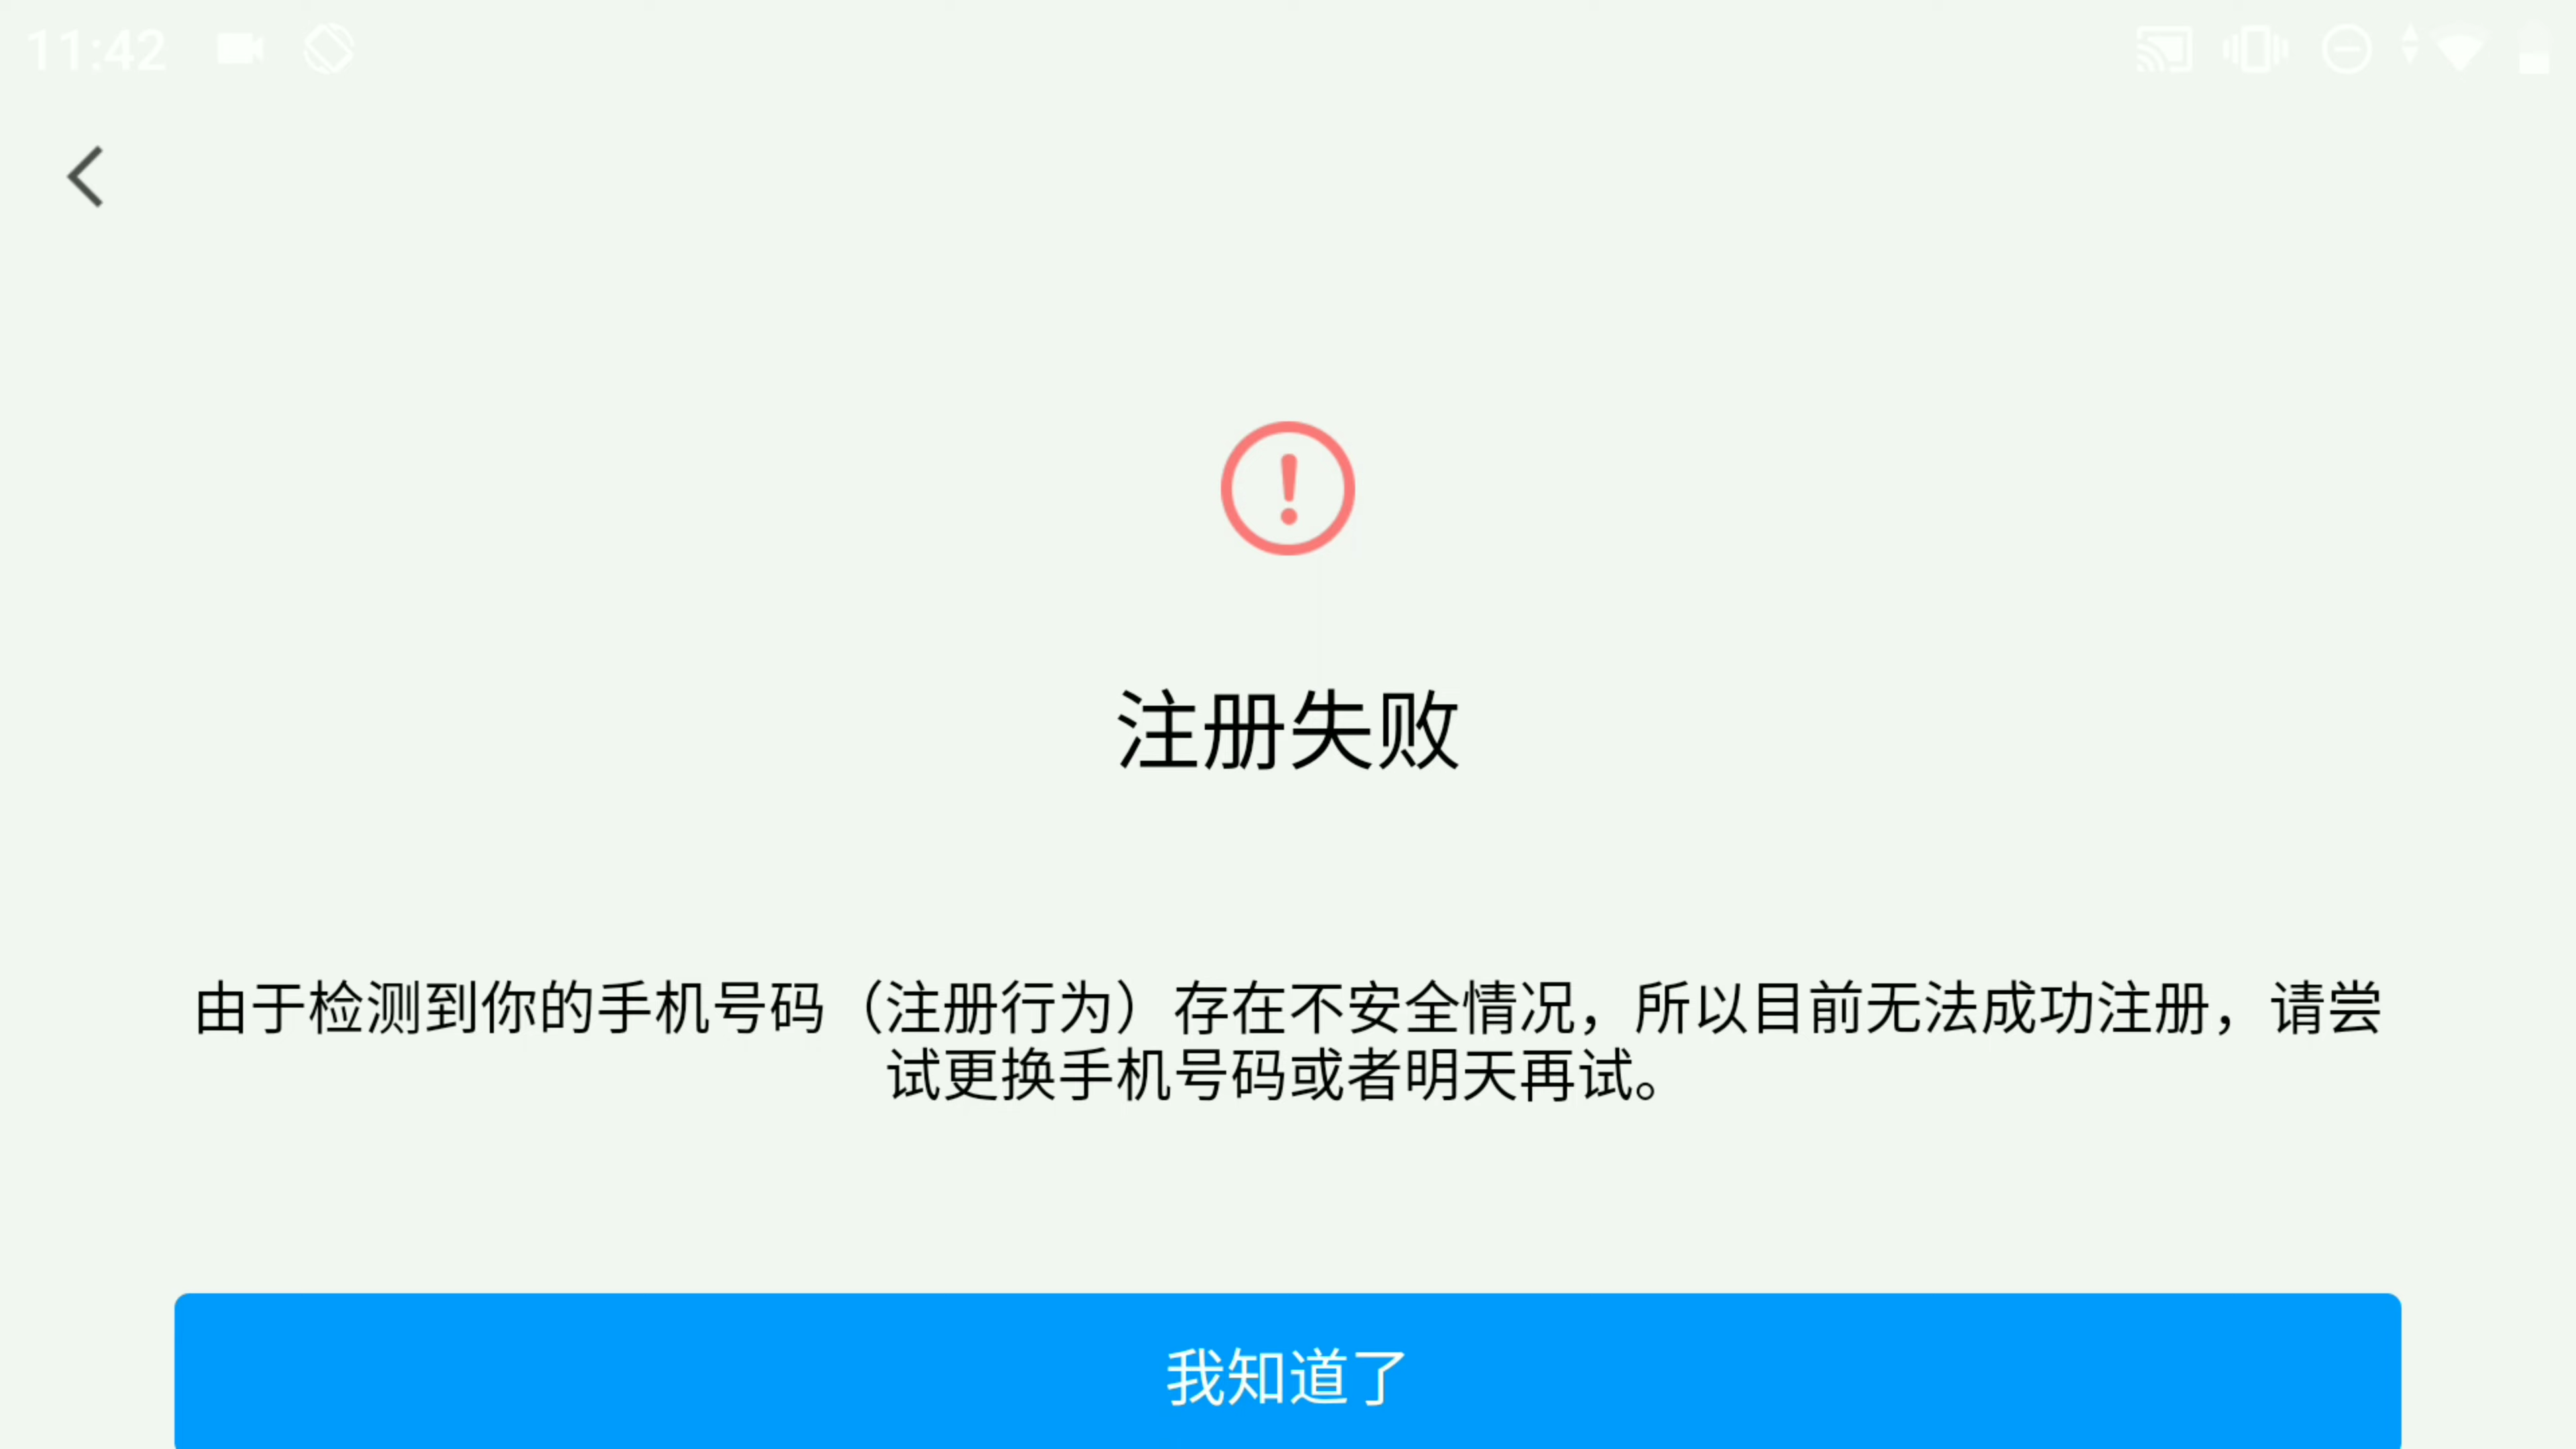 11:42
注册失败
由于检测到你的手机号码（注册行为）存在不安全情况，所以目前无法成功注册，请尝
试更换手机号码或者明天再试。
我知道了